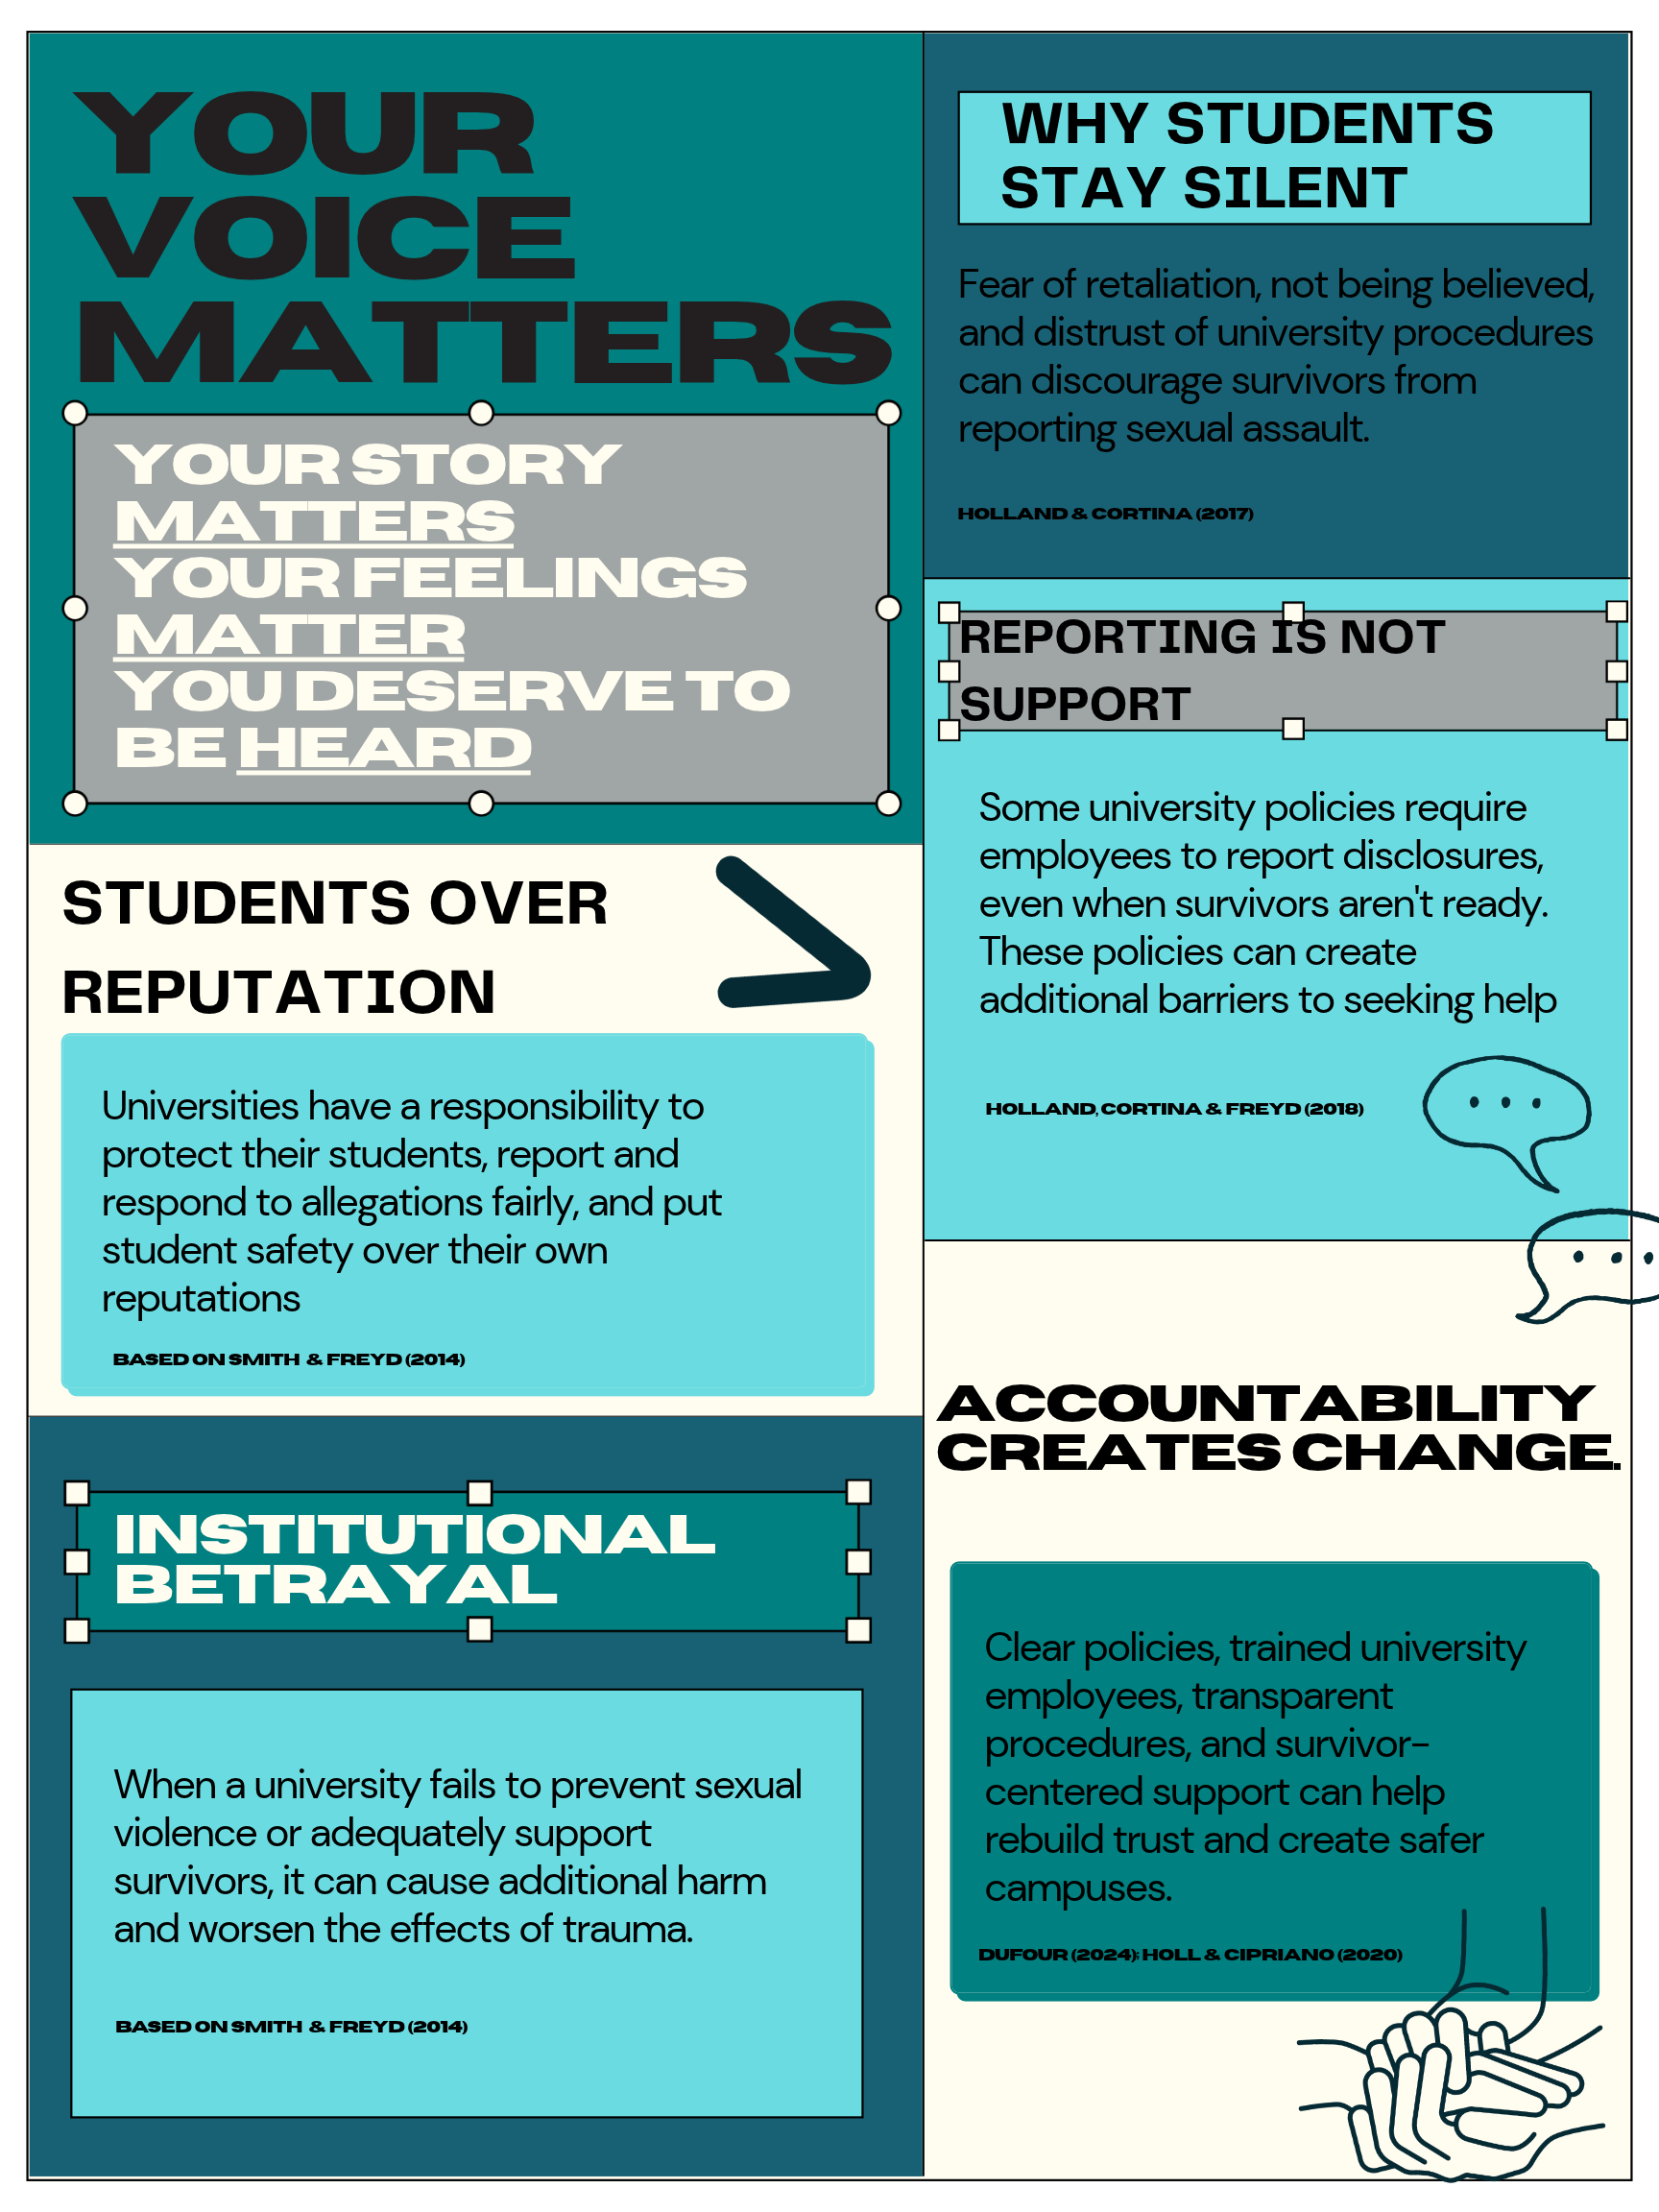 YOUR
VOICE
MATTERS
YOUR STORY
MATTERS
YOUR FEELINGS
MATTER
YOU DESERVE TO
BE HEARD
STUDENTS OVER
REPUTATION
Universities have a responsibility to
protect their students, report and
respond to allegations fairly, and put
student safety over their own
reputations
BASED ON SMITH & FREYD (2014)
INSTITUTIONAL
BETRAYAL
When a university fails to prevent sexual
violence or adequately support
survivors, it can cause additional harm
and worsen the effects of trauma.
BASED ON SMITH & FREYD (2014)
WHY STUDENTS
STAY SILENT
Fear of retaliation, not being believed,
and distrust of university procedures
can discourage survivors from
reporting sexual assault.
HOLLAND & CORTINA (2017)
REPORTING IS NOT
SUPPORT
Some university policies require
employees to report disclosures,
even when survivors aren't ready.
These policies can create
additional barriers to seeking help
HOLLAND, CORTINA & FREYD (2018)
ACCOUNTABILITY
CREATES CHANGE.
Clear policies, trained university
employees, transparent
procedures, and survivor-
centered support can help
rebuild trust and create safer
campuses.
DUFOUR (2024); HOLL & CIPRIANO (2020)